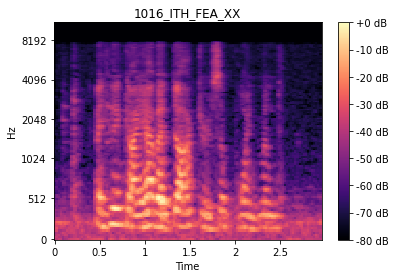 1016_ITH_FEA_XX
Hz
8192
4096
2048
1024
512
0
0
0.5
1
1.5
2
2.5
Time
+0 dB
-10 dB
-20 dB
-30 dB
-40 dB
-50 dB
-60 dB
-70 dB
-80 dB